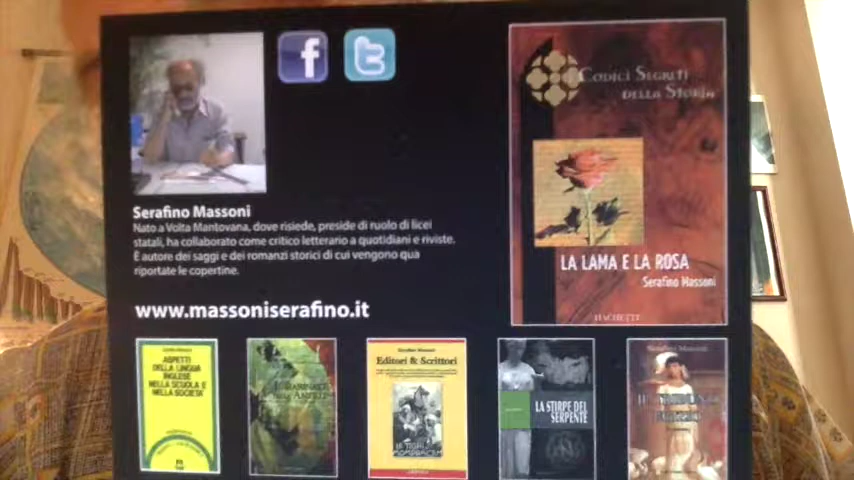 f
t
CODICI SEGRETI
DELLA STORIA
LA LAMA E LA ROSA
Serafino Massoni
HACHETTE
Serafino Massoni
Nato a Volta Mantovana, dove risiede, preside di ruolo di licei
statali, ha collaborato come critico letterario a quotidiani e riviste.
È autore dei saggi e dei romanzi storici di cui vengono qua
riportate le copertine.
www.massoniserafino.it
ASPETTI
DELLA LINGUA
INGLESE
NELLA SCUOLA E
NELLA SOCIETA'
Serafino Massoni
Editori & Scrittori
LA STIRPE DEL
SERPENTE
Serafino Massoni